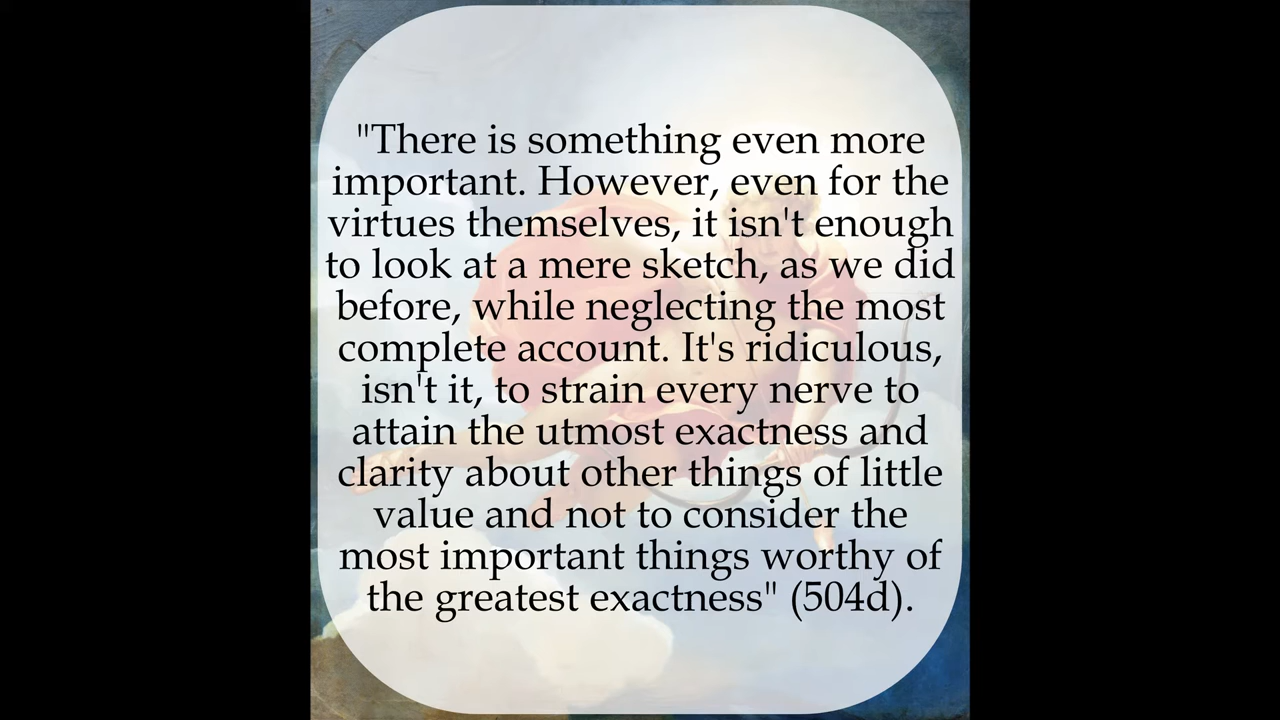 "There is something even more
important. However, even for the
virtues themselves, it isn't enough
to look at a mere sketch, as we did
before, while neglecting the most
complete account. It's ridiculous,
isn't it, to strain every nerve to
attain the utmost exactness and
clarity about other things of little
value and not to consider the
most important things worthy of
the greatest exactness" (504d).